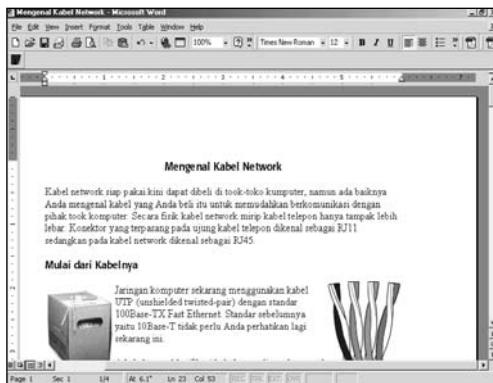 Mengenal Kabel Network - Microsoft Word
File Edit View Insert Format Tools Table Window Help
100% Times New Roman 12 B I U
Mengenal Kabel Network
Kabel network siap pakai kini dapat dibeli di took-toko kumputer, namun ada baiknya
Anda mengenal kabel yang Anda beli itu untuk memudahkan berkomunikasi dengan
pihak took komputer. Secara fisik kabel network mirip kabel telepon hanya tampak lebih
lebar. Konektor yang terpasang pada ujung kabel telepon dikenal sebagai RJ11
sedangkan pada kabel network dikenal sebagai RJ45.
Mulai dari Kabelnya
Jaringan komputer sekarang menggunakan kabel
UTP (unshielded twisted-pair) dengan standar
100Base-TX Fast Ethernet. Standar sebelumnya
yaitu 10Base-T tidak perlu Anda perhatikan lagi
sekarang ini.
Page 1 Sec 1 1/4 At 6.1" Ln 23 Col 53 REC TRK EXT OVR